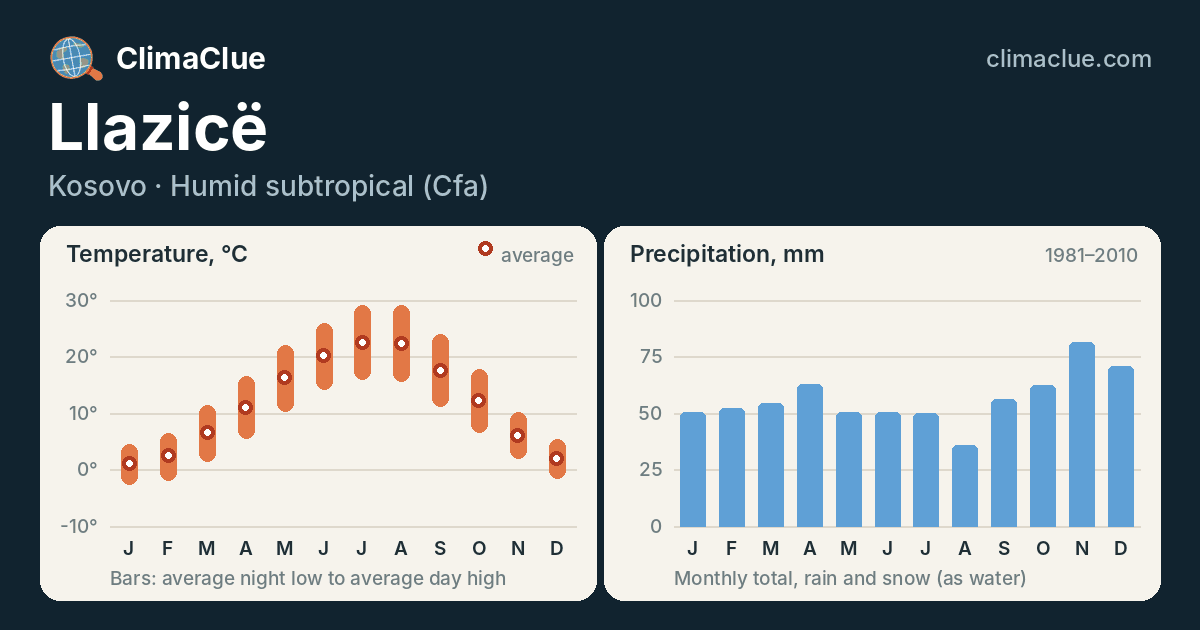 ClimaClue
climaclue.com
Llazicë
Kosovo · Humid subtropical (Cfa)
Temperature, °C
average
30°
20°
10°
0°
-10°
J F M A M J J A S O N D
Bars: average night low to average day high
Precipitation, mm
1981–2010
100
75
50
25
0
J F M A M J J A S O N D
Monthly total, rain and snow (as water)